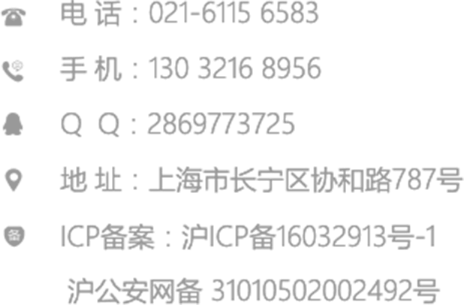 电 话：021-6115 6583
手 机：130 3216 8956
Q Q：2869773725
地 址：上海市长宁区协和路787号
备 ICP备案：沪ICP备16032913号-1
沪公安网备 31010502002492号